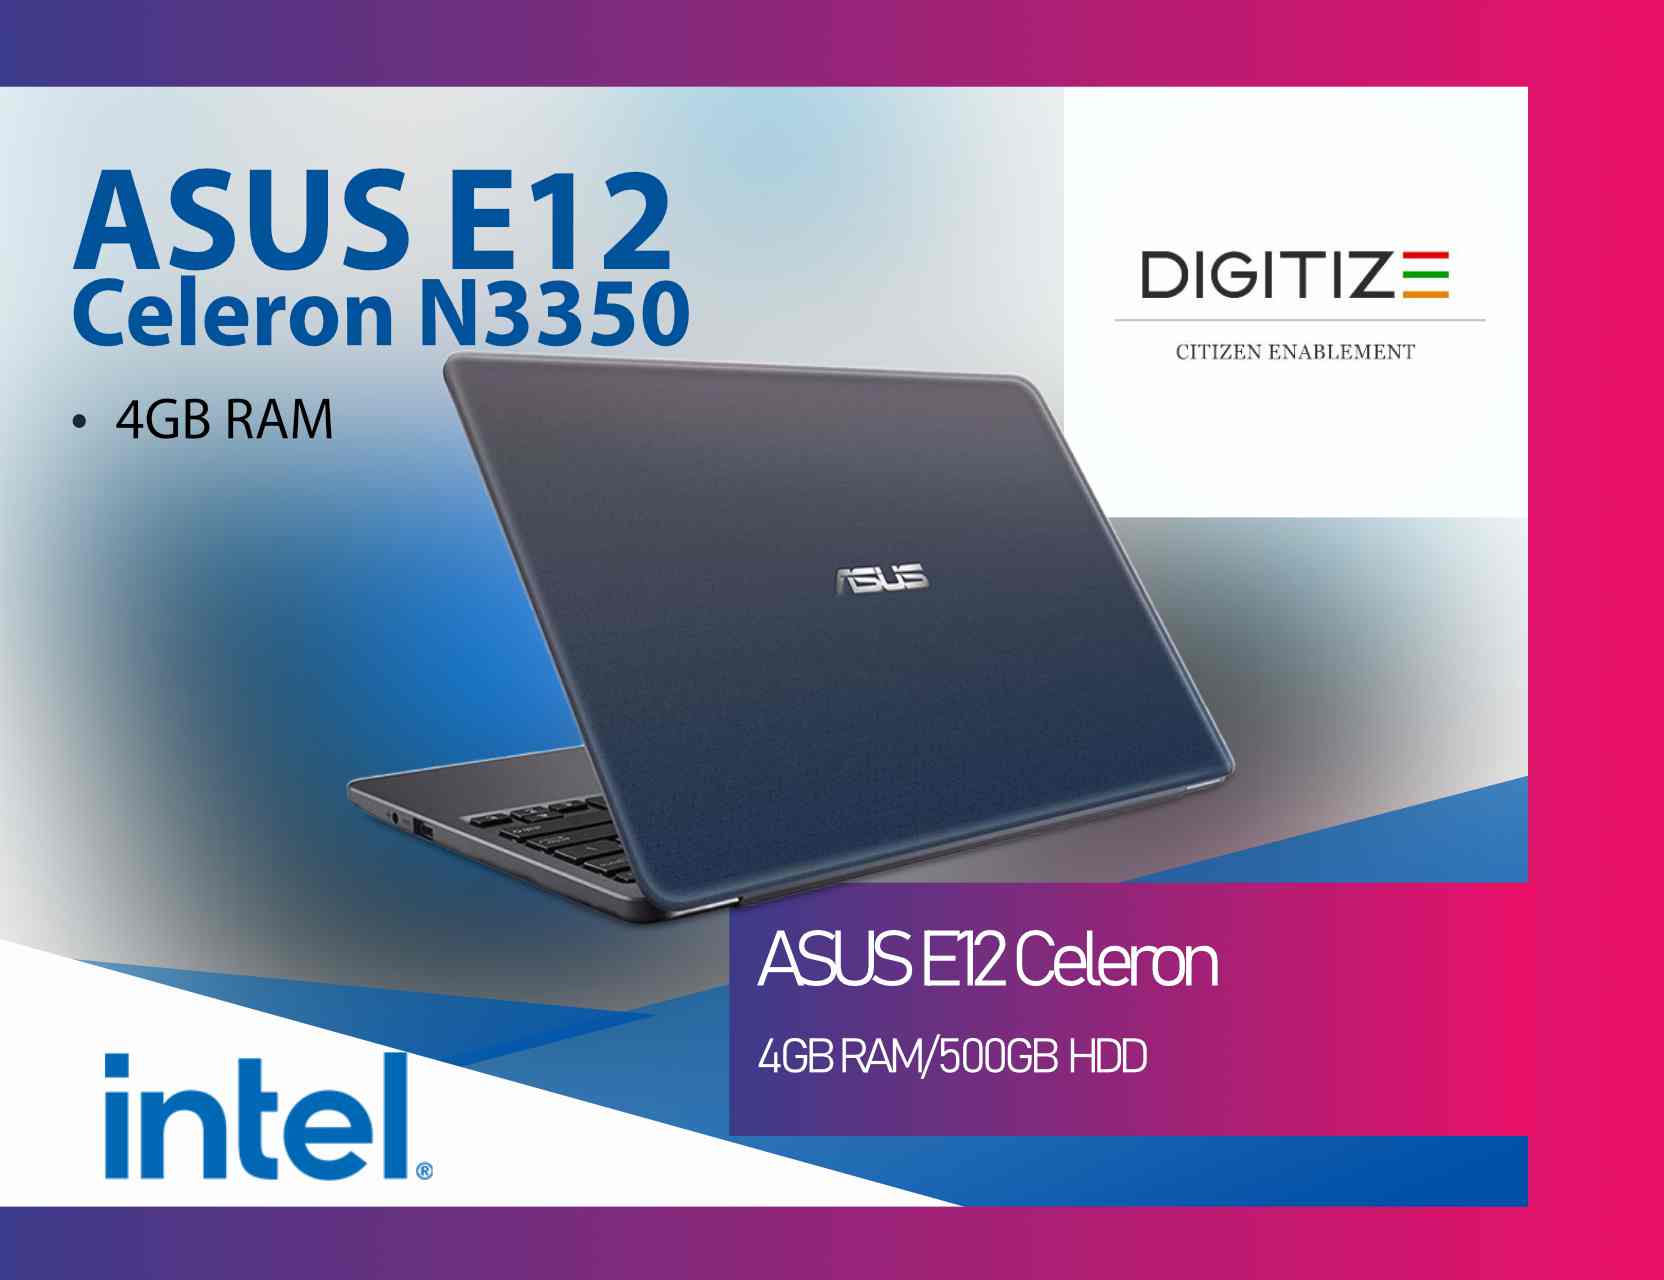 ASUS E12
Celeron N3350
• 4GB RAM
DIGITIZE
CITIZEN ENABLEMENT
ASUS
ASUS E12 Celeron
4GB RAM/500GB HDD
intel®